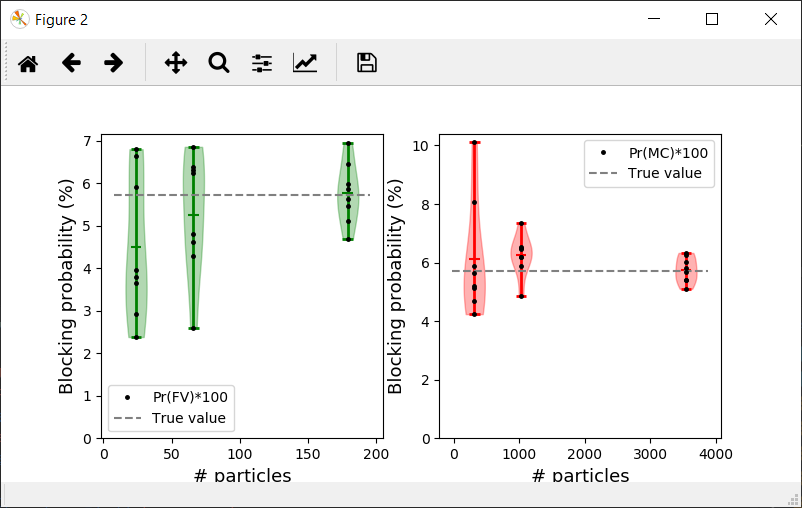 Figure 2
7
6
5
4
3
2
1
0
Blocking probability (%)
Pr(FV)*100
True value
0
50
100
150
200
# particles
10
8
6
4
2
0
Blocking probability (%)
Pr(MC)*100
True value
0
1000
2000
3000
4000
# particles